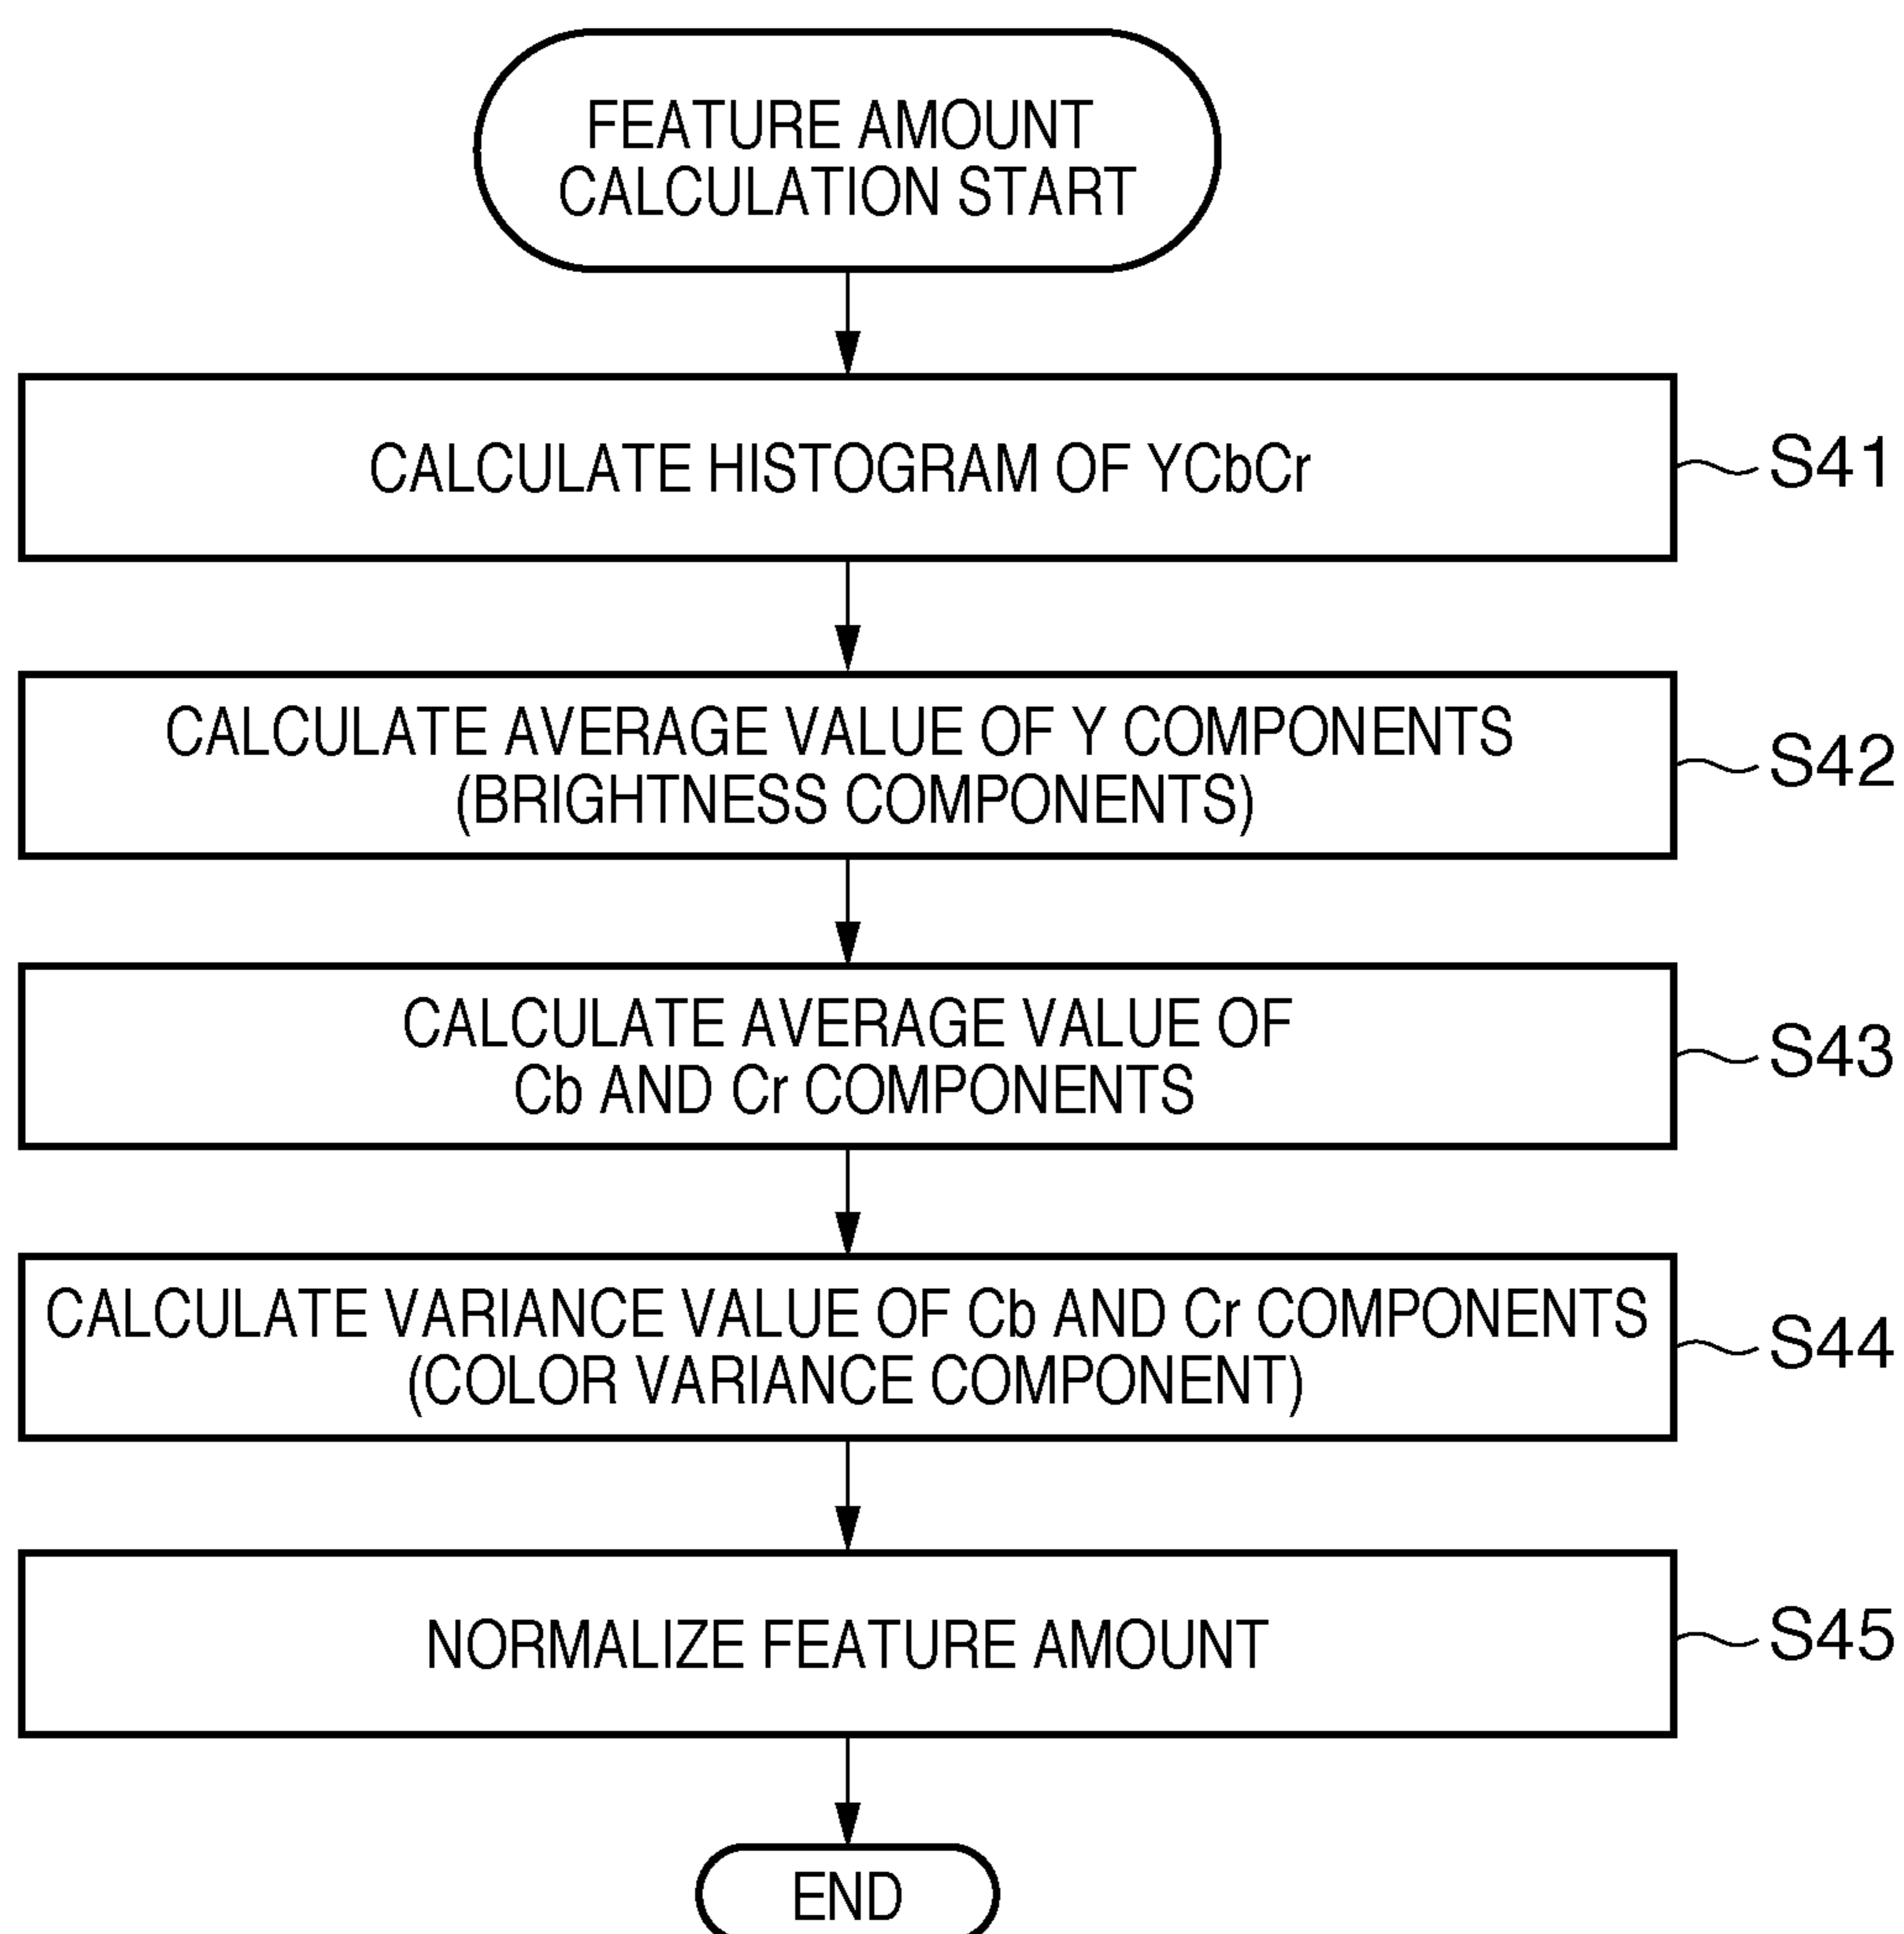 FEATURE AMOUNT
CALCULATION START
CALCULATE HISTOGRAM OF YCbCr
S41
CALCULATE AVERAGE VALUE OF Y COMPONENTS
(BRIGHTNESS COMPONENTS)
S42
CALCULATE AVERAGE VALUE OF
Cb AND Cr COMPONENTS
S43
CALCULATE VARIANCE VALUE OF Cb AND Cr COMPONENTS
(COLOR VARIANCE COMPONENT)
S44
NORMALIZE FEATURE AMOUNT
S45
END